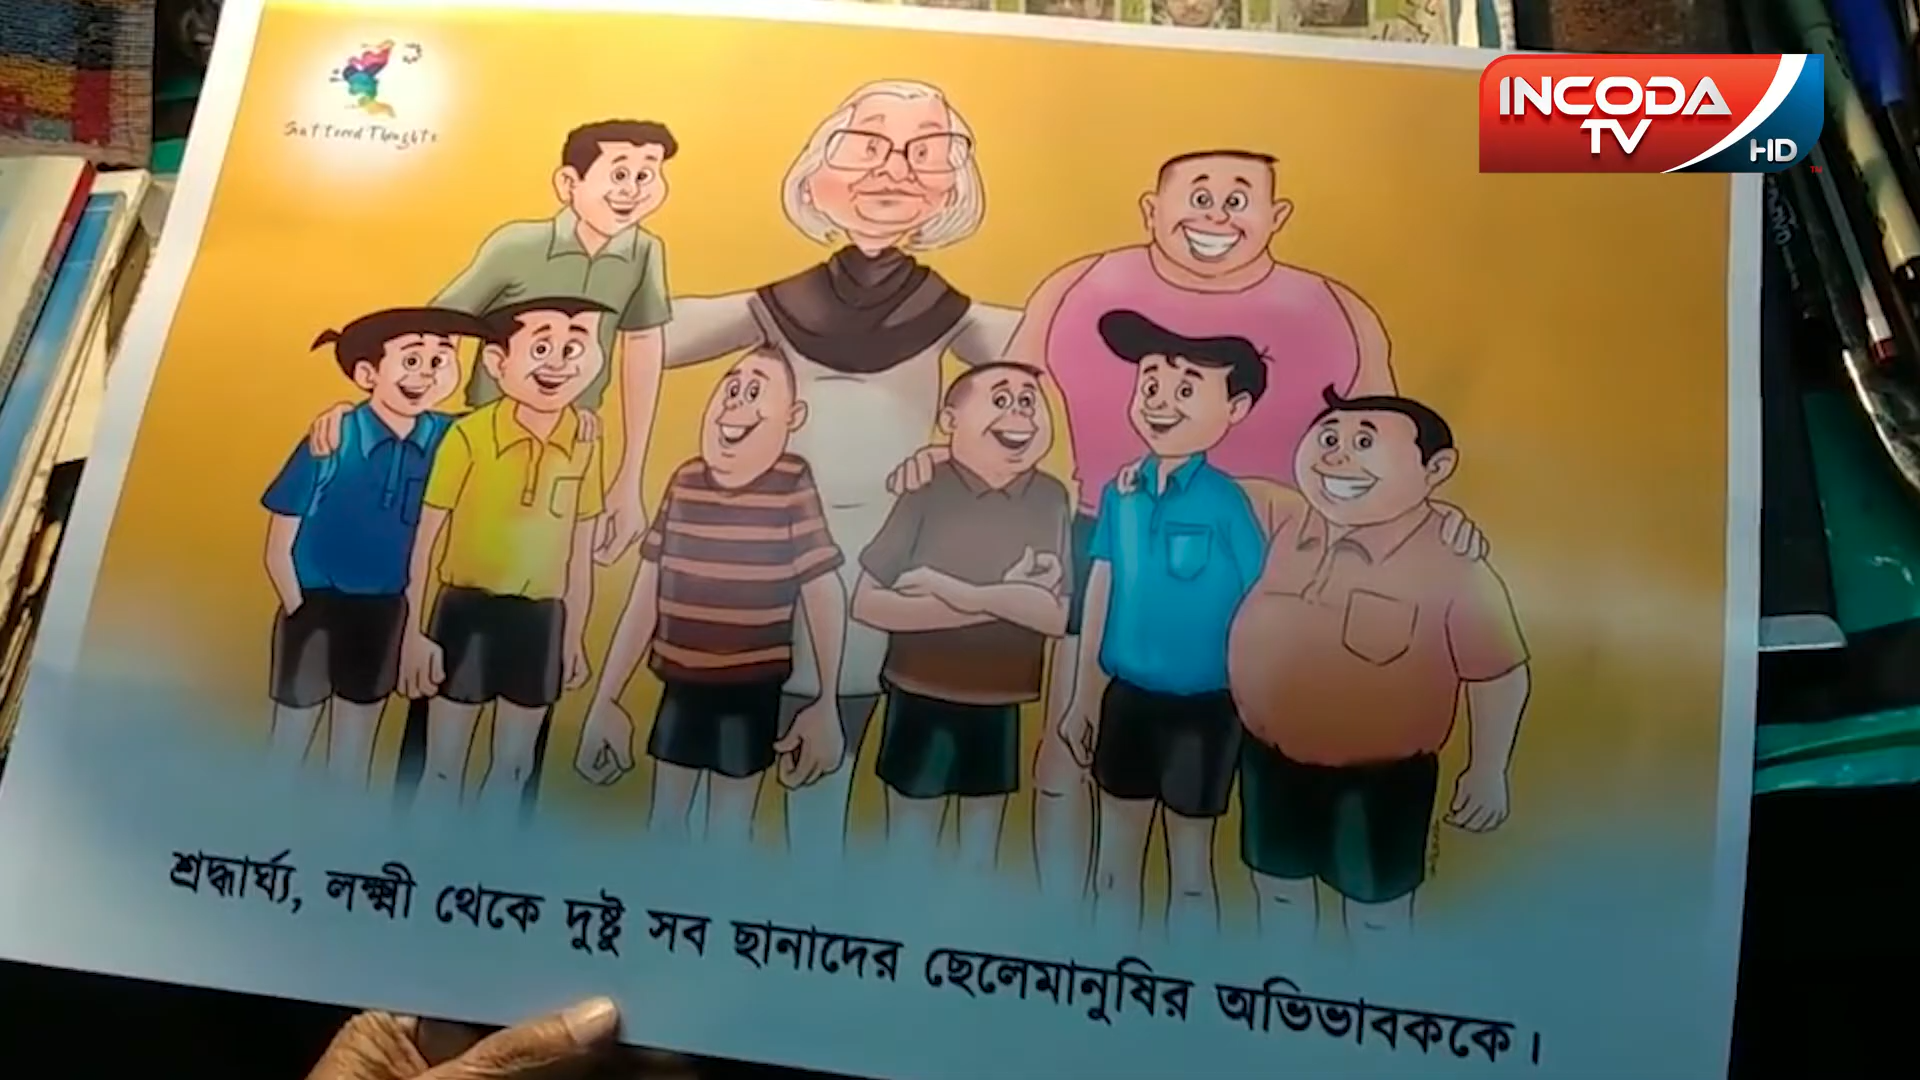 INCODA
TV
HD
Scattered Thoughts
শ্রদ্ধার্ঘ্য, লক্ষ্মী থেকে দুষ্টু সব ছানাদের ছেলেমানুষির অভিভাবককে।